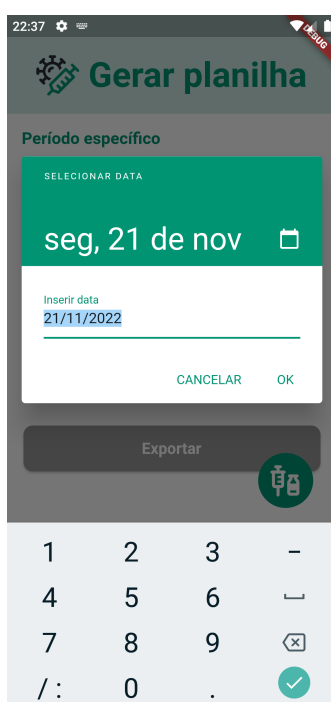 22:37
DEBUG
Gerar planilha
Período específico
SELECIONAR DATA
seg, 21 de nov
Inserir data
21/11/2022
CANCELAR OK
Exportar
1 2 3 -
4 5 6
7 8 9
/ : 0 .